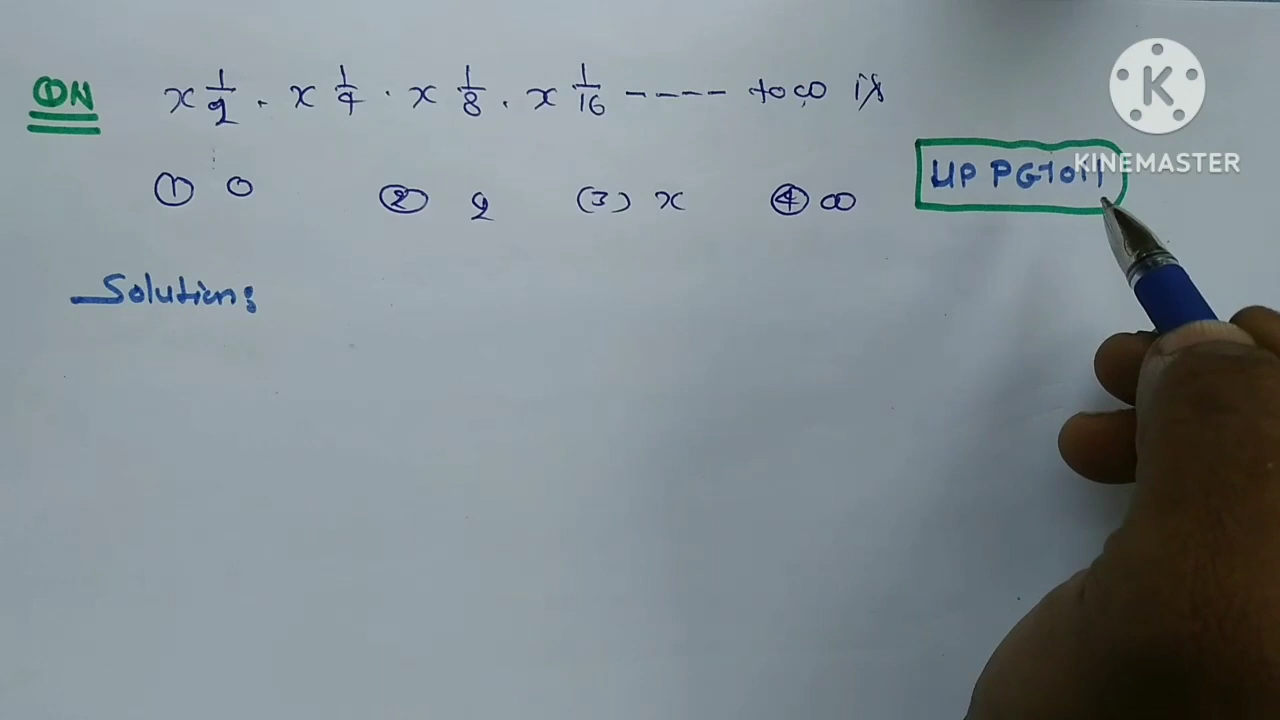 QN x^1/2 . x^1/4 . x^1/8 . x^1/16 ---- to ∞ is
① 0 ② 2 (3) x ④ ∞
UP PGT 011
KINEMASTER
Solution: